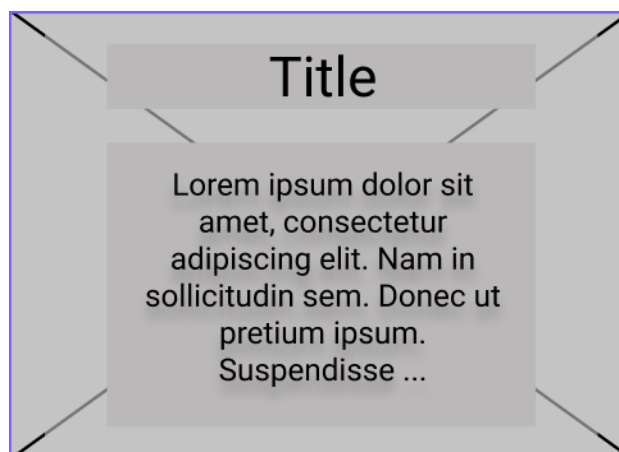 Title
Lorem ipsum dolor sit
amet, consectetur
adipiscing elit. Nam in
sollicitudin sem. Donec ut
pretium ipsum.
Suspendisse ...